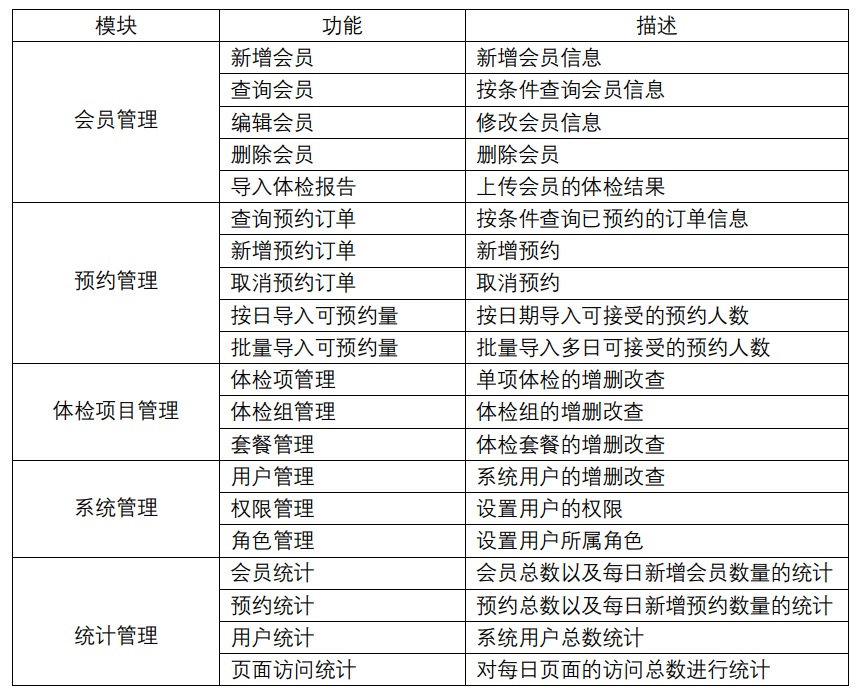 模块 功能 描述
会员管理
新增会员 新增会员信息
查询会员 按条件查询会员信息
编辑会员 修改会员信息
删除会员 删除会员
导入体检报告 上传会员的体检结果
预约管理
查询预约订单 按条件查询已预约的订单信息
新增预约订单 新增预约
取消预约订单 取消预约
按日导入可预约量 按日期导入可接受的预约人数
批量导入可预约量 批量导入多日可接受的预约人数
体检项目管理
体检项管理 单项体检的增删改查
体检组管理 体检组的增删改查
套餐管理 体检套餐的增删改查
系统管理
用户管理 系统用户的增删改查
权限管理 设置用户的权限
角色管理 设置用户所属角色
统计管理
会员统计 会员总数以及每日新增会员数量的统计
预约统计 预约总数以及每日新增预约数量的统计
用户统计 系统用户总数统计
页面访问统计 对每日页面的访问总数进行统计